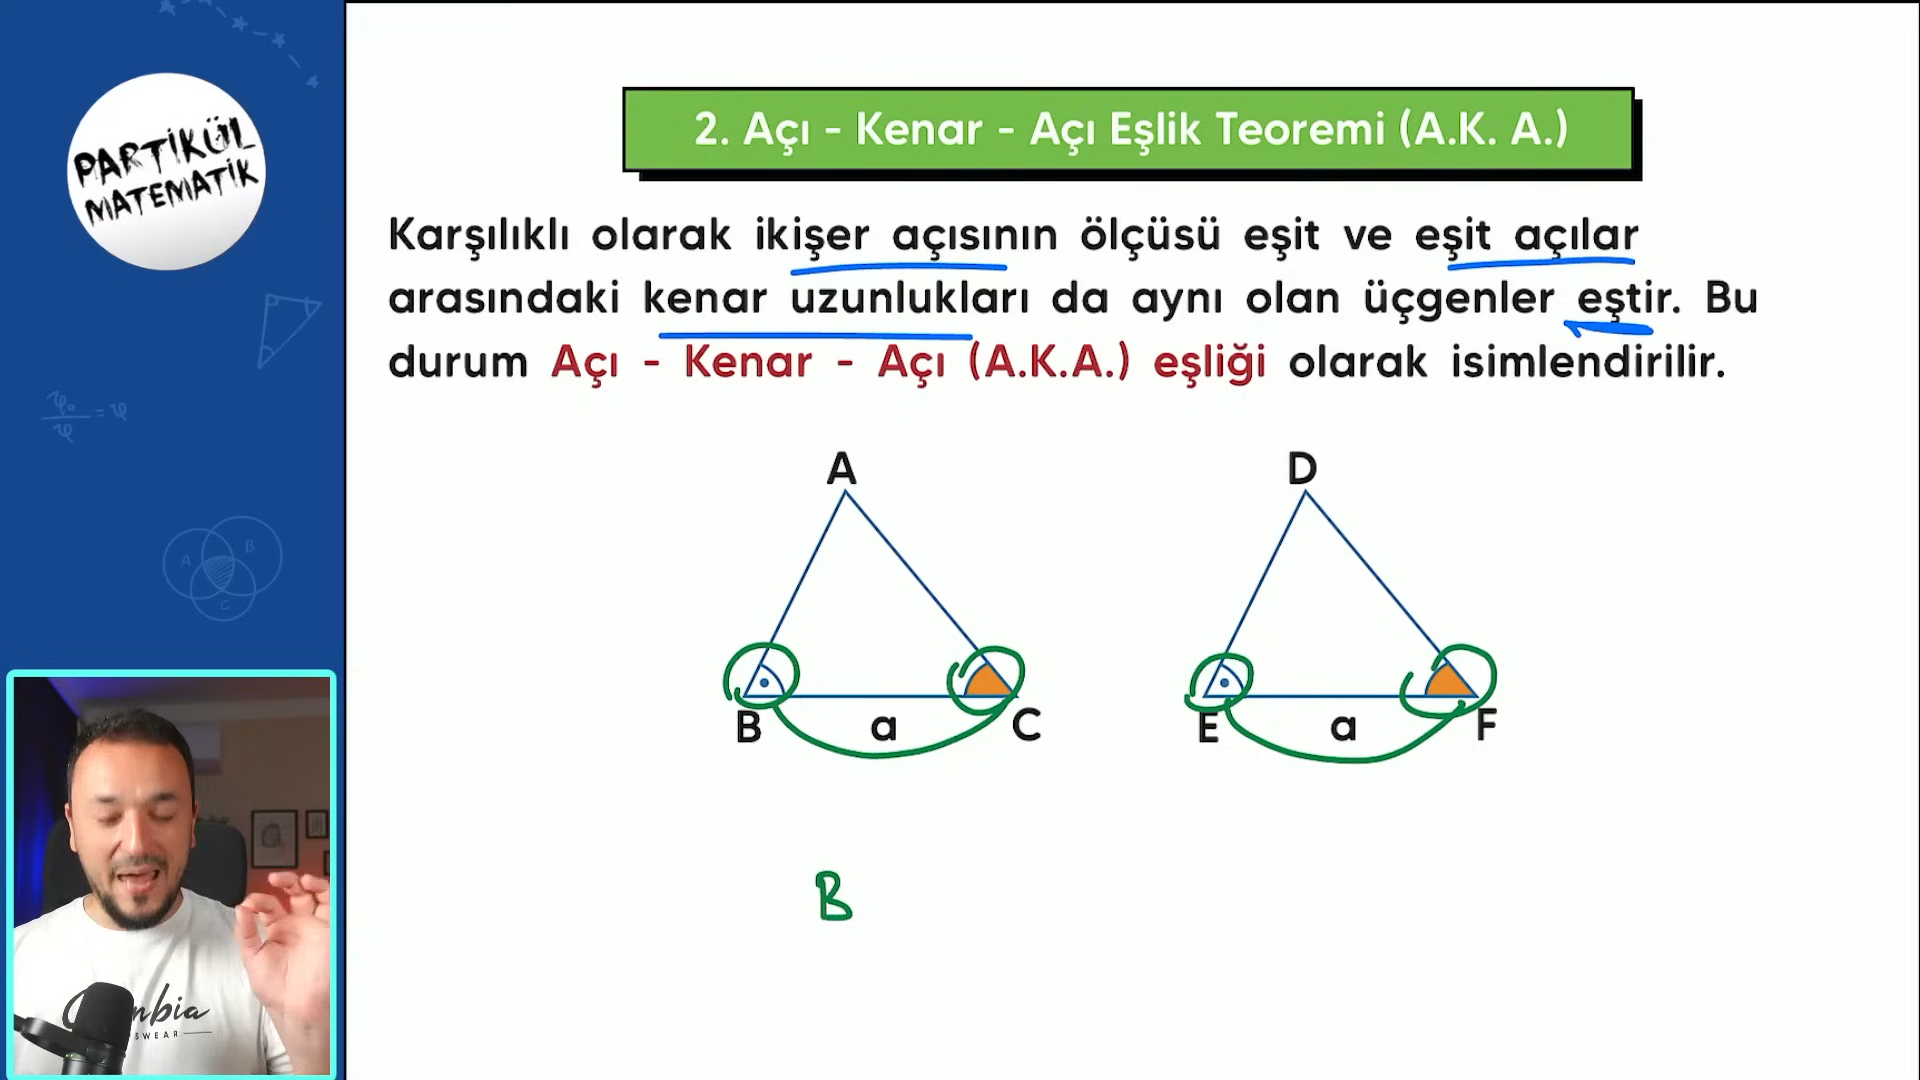 PARTİKÜL
MATEMATİK
2. Açı - Kenar - Açı Eşlik Teoremi (A.K. A.)
Karşılıklı olarak ikişer açısının ölçüsü eşit ve eşit açılar
arasındaki kenar uzunlukları da aynı olan üçgenler eştir. Bu
durum Açı - Kenar - Açı (A.K.A.) eşliği olarak isimlendirilir.
A
D
B a C
E a F
B
A B
C